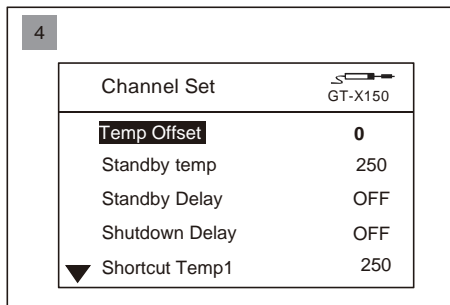 4
Channel Set GT-X150
Temp Offset 0
Standby temp 250
Standby Delay OFF
Shutdown Delay OFF
Shortcut Temp1 250